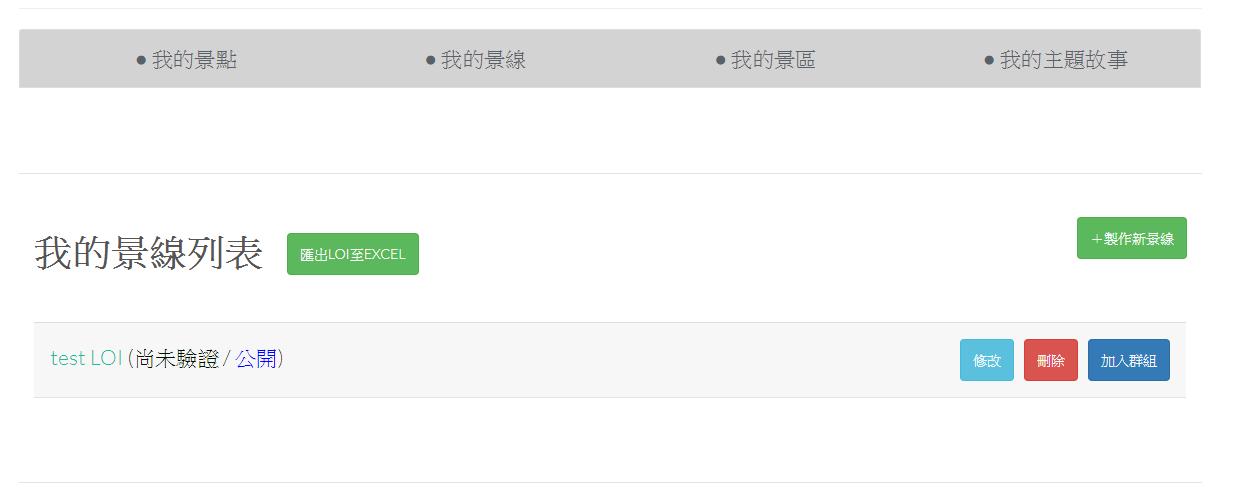 ● 我的景點 ● 我的景線 ● 我的景區 ● 我的主題故事
我的景線列表 匯出LOI至EXCEL ＋製作新景線
test LOI (尚未驗證 / 公開) 修改 刪除 加入群組